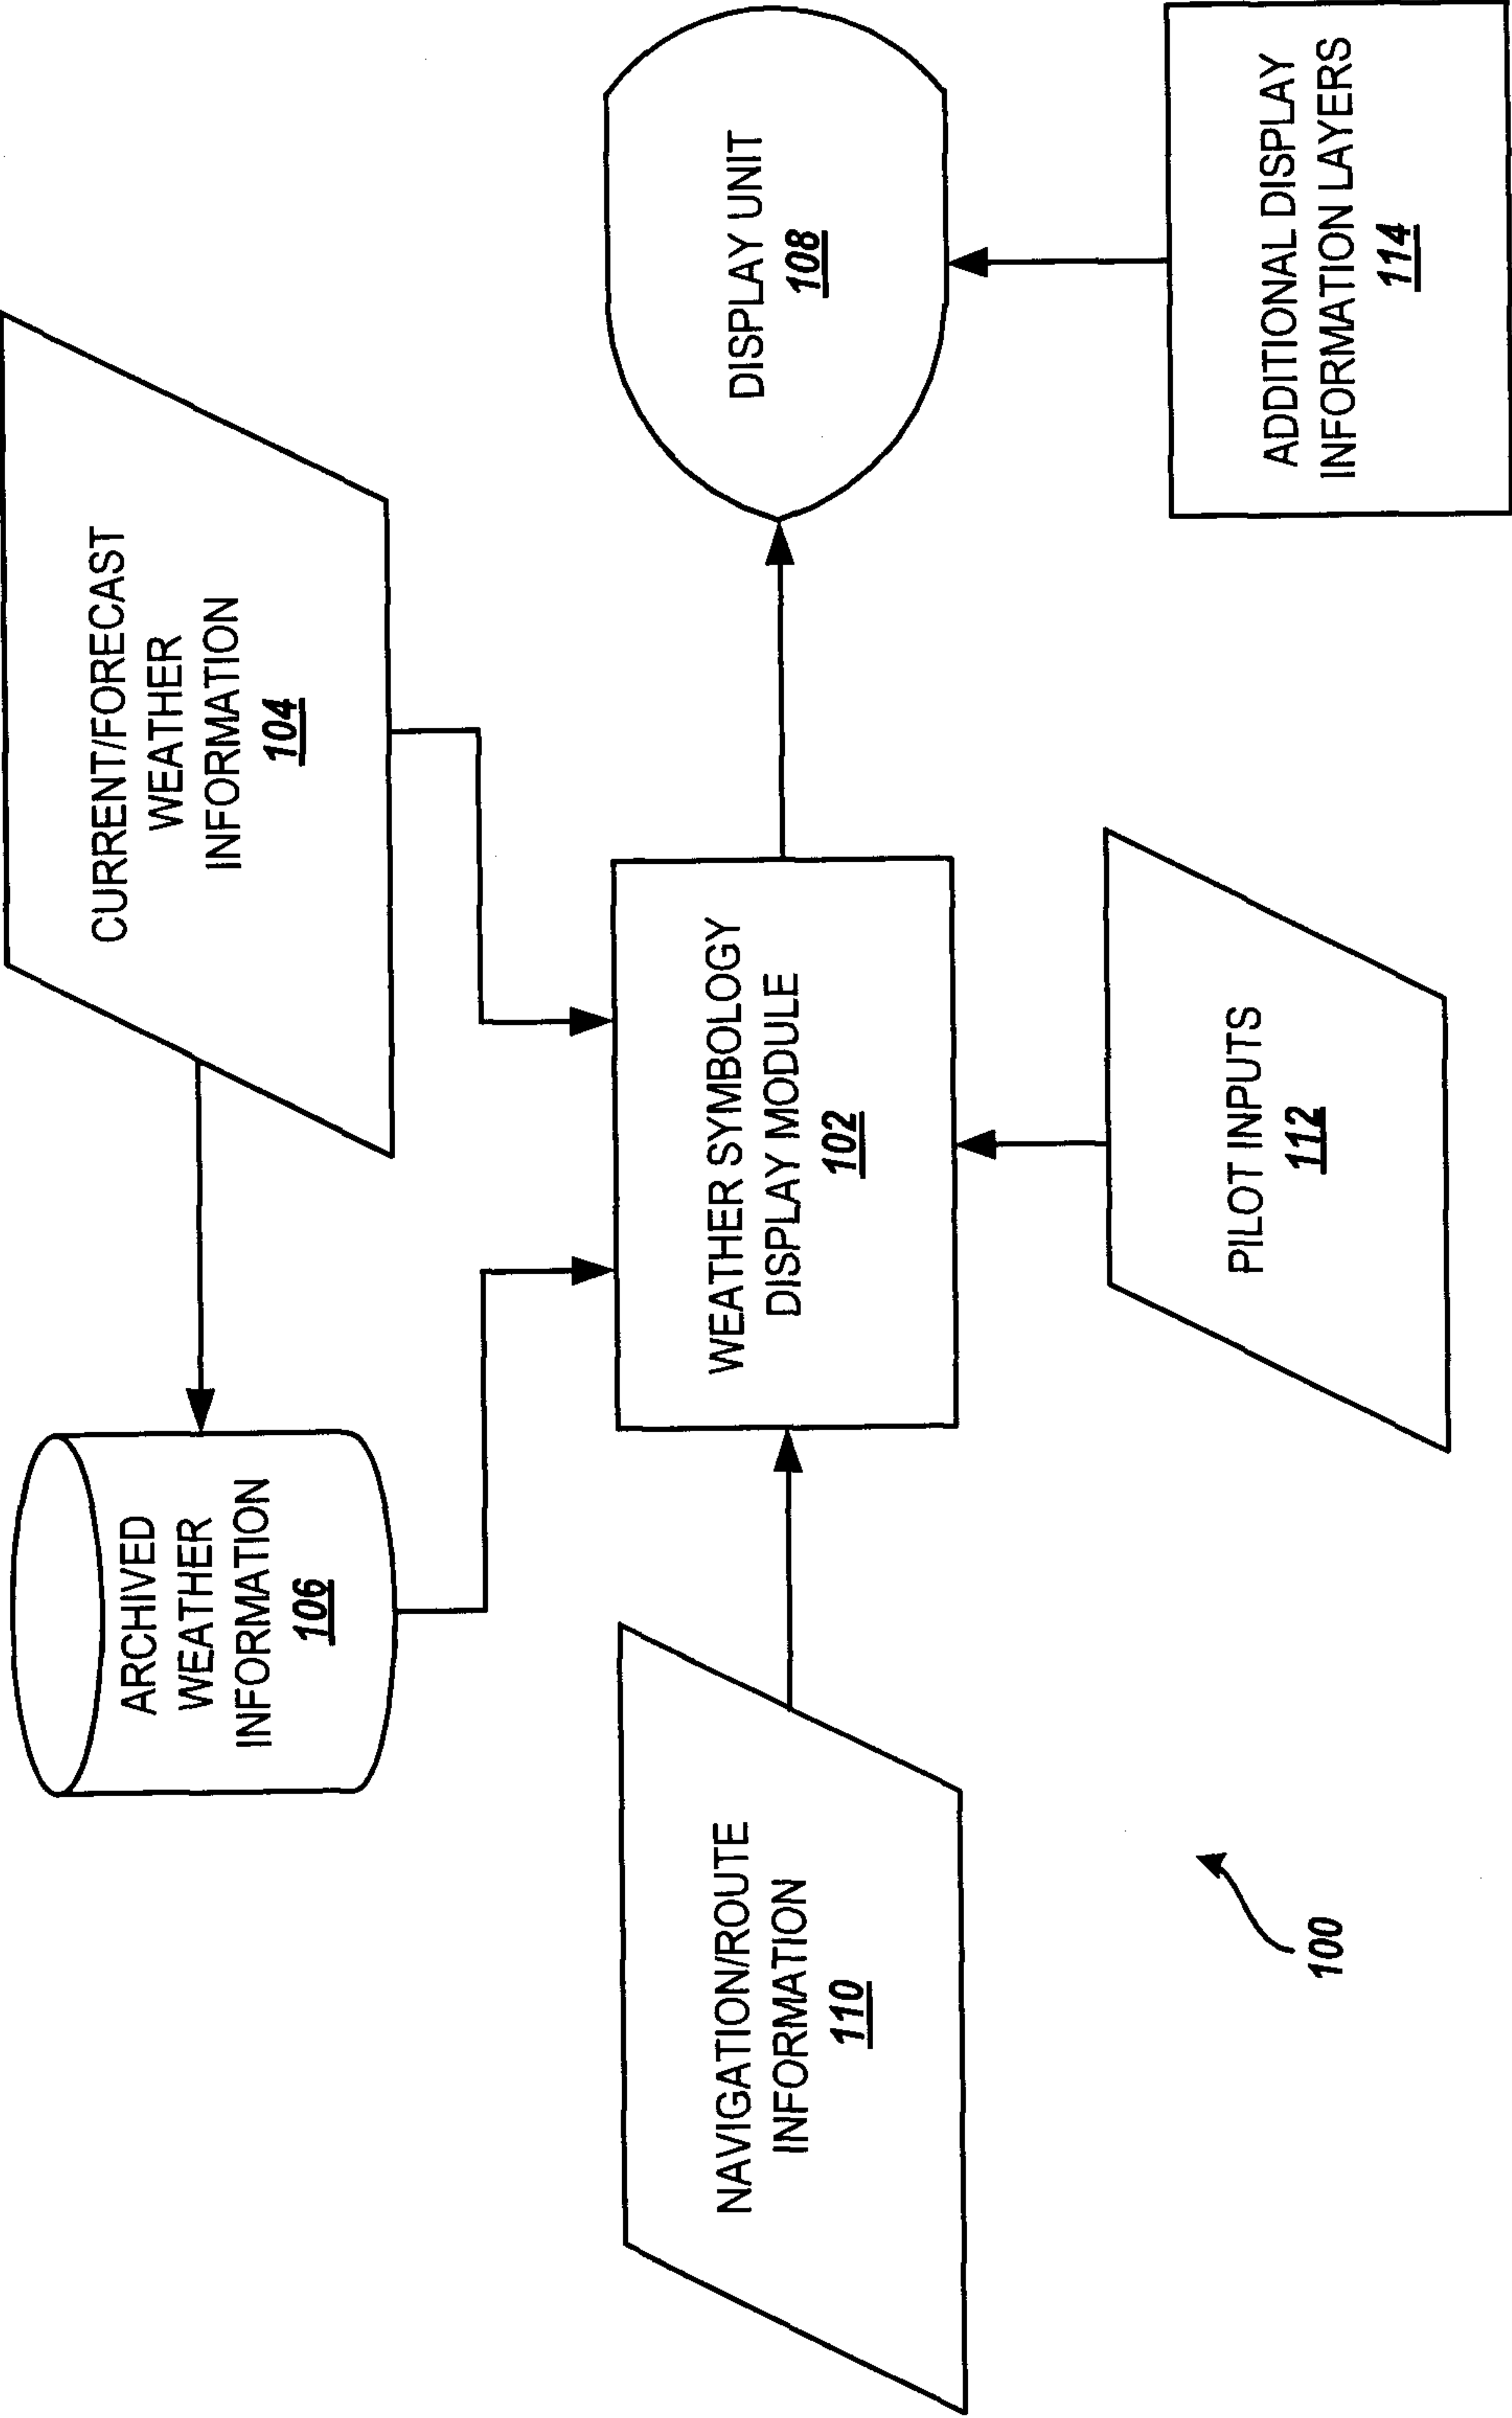 ARCHIVED
WEATHER
INFORMATION
106
CURRENT/FORECAST
WEATHER
INFORMATION
104
NAVIGATION/ROUTE
INFORMATION
110
WEATHER SYMBOLOGY
DISPLAY MODULE
102
DISPLAY UNIT
108
PILOT INPUTS
112
ADDITIONAL DISPLAY
INFORMATION LAYERS
114
100